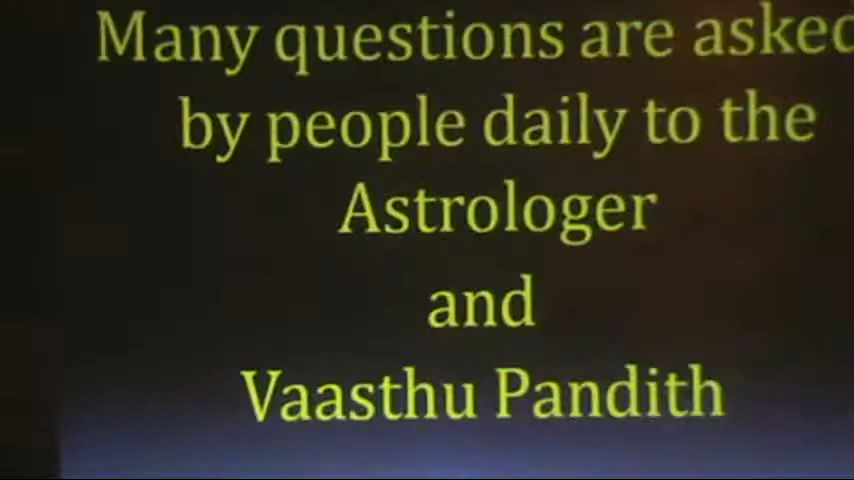 Many questions are asked
by people daily to the
Astrologer
and
Vaasthu Pandith